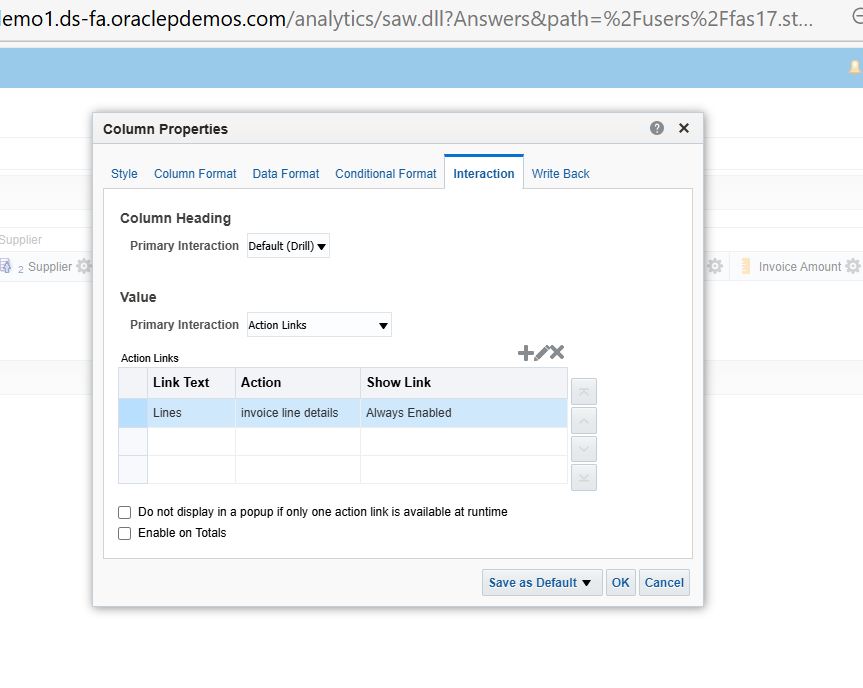 lemo1.ds-fa.oraclepdemos.com/analytics/saw.dll?Answers&path=%2Fusers%2Ffas17.st...
Column Properties
Style Column Format Data Format Conditional Format Interaction Write Back
Column Heading
Primary Interaction Default (Drill)
Supplier
2 Supplier
Invoice Amount
Value
Primary Interaction Action Links
Action Links
Link Text Action Show Link
Lines invoice line details Always Enabled
Do not display in a popup if only one action link is available at runtime
Enable on Totals
Save as Default OK Cancel